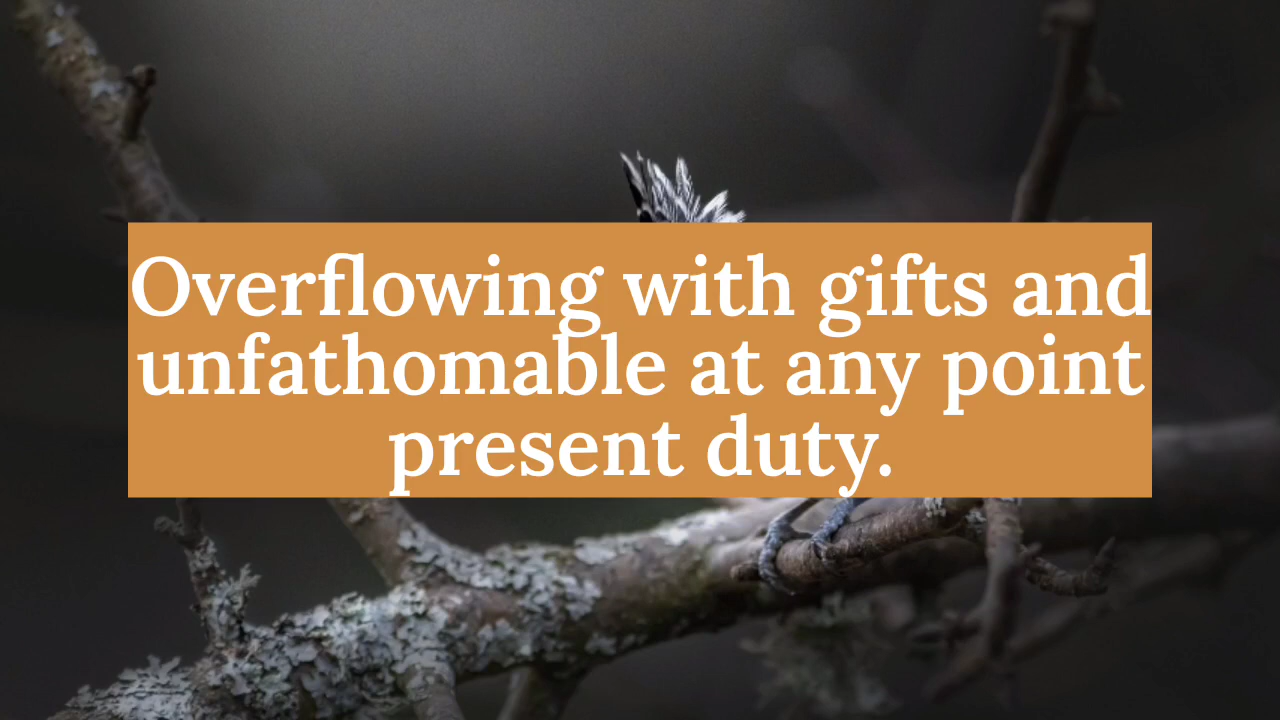 Overflowing with gifts and
unfathomable at any point
present duty.